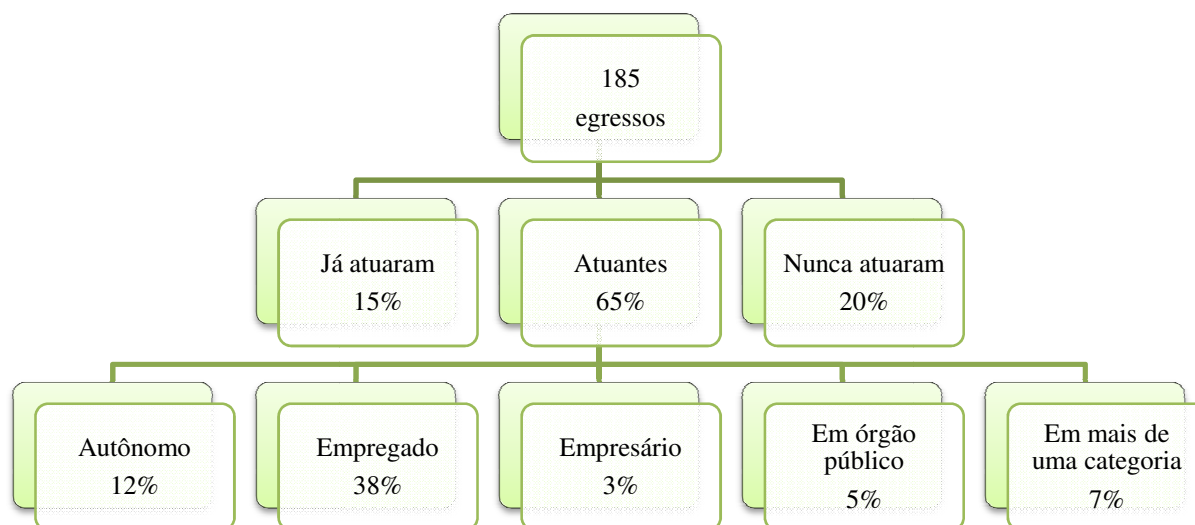 185
egressos
Já atuaram
15%
Atuantes
65%
Nunca atuaram
20%
Autônomo
12%
Empregado
38%
Empresário
3%
Em órgão
público
5%
Em mais de
uma categoria
7%